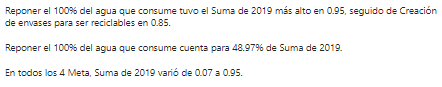 Reponer el 100% del agua que consume tuvo el Suma de 2019 más alto en 0.95, seguido de Creación
de envases para ser reciclables en 0.85.
Reponer el 100% del agua que consume cuenta para 48.97% de Suma de 2019.
En todos los 4 Meta, Suma de 2019 varió de 0.07 a 0.95.